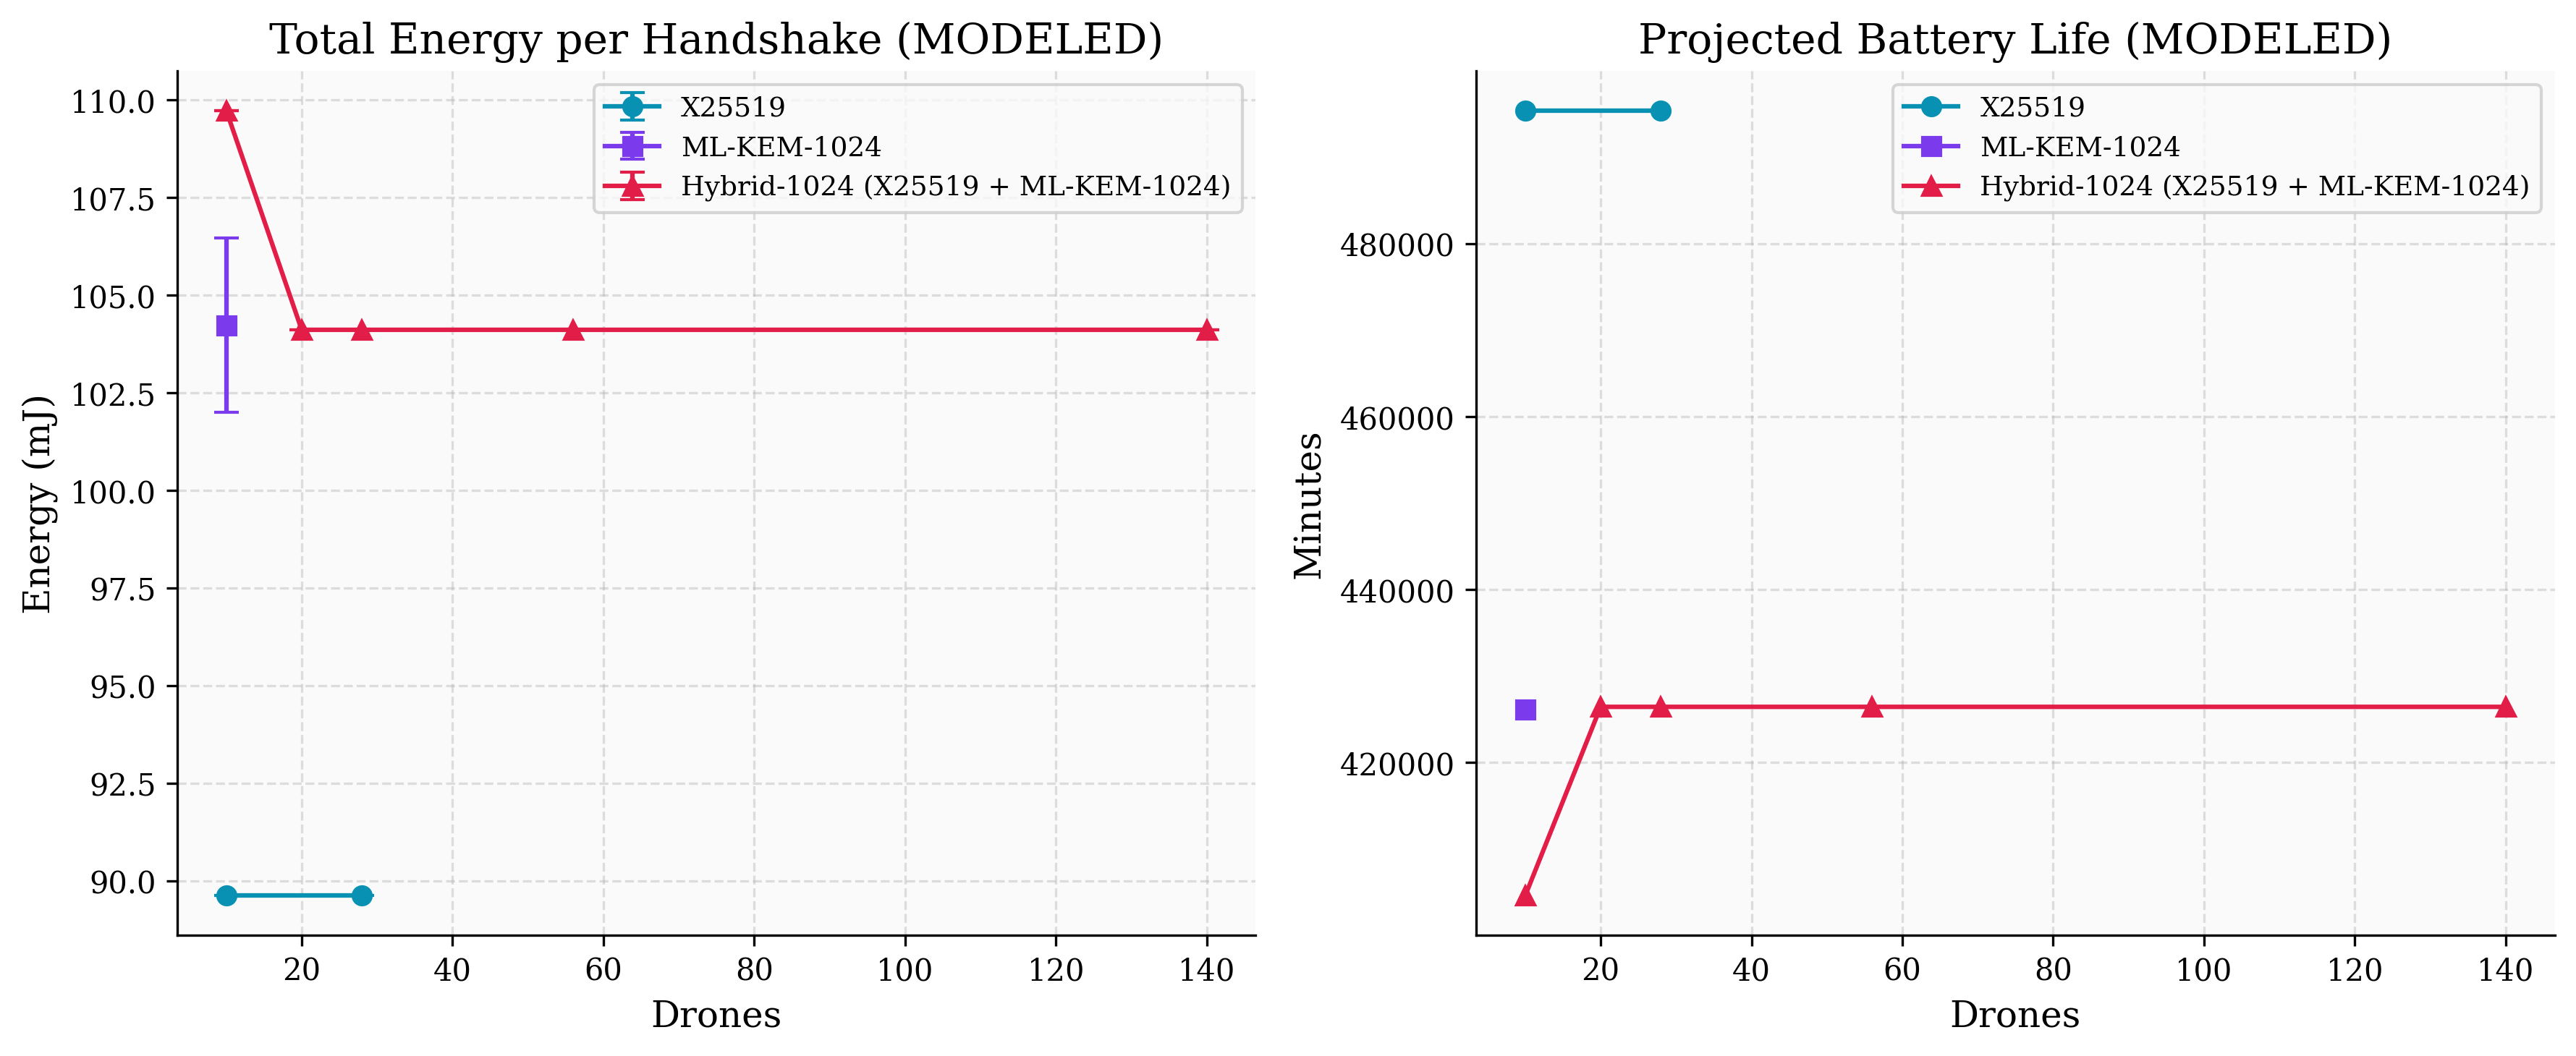 Total Energy per Handshake (MODELED)
110.0
107.5
105.0
102.5
100.0
97.5
95.0
92.5
90.0
Energy (mJ)
X25519
ML-KEM-1024
Hybrid-1024 (X25519 + ML-KEM-1024)
20 40 60 80 100 120 140
Drones
Projected Battery Life (MODELED)
480000
460000
440000
420000
Minutes
X25519
ML-KEM-1024
Hybrid-1024 (X25519 + ML-KEM-1024)
20 40 60 80 100 120 140
Drones